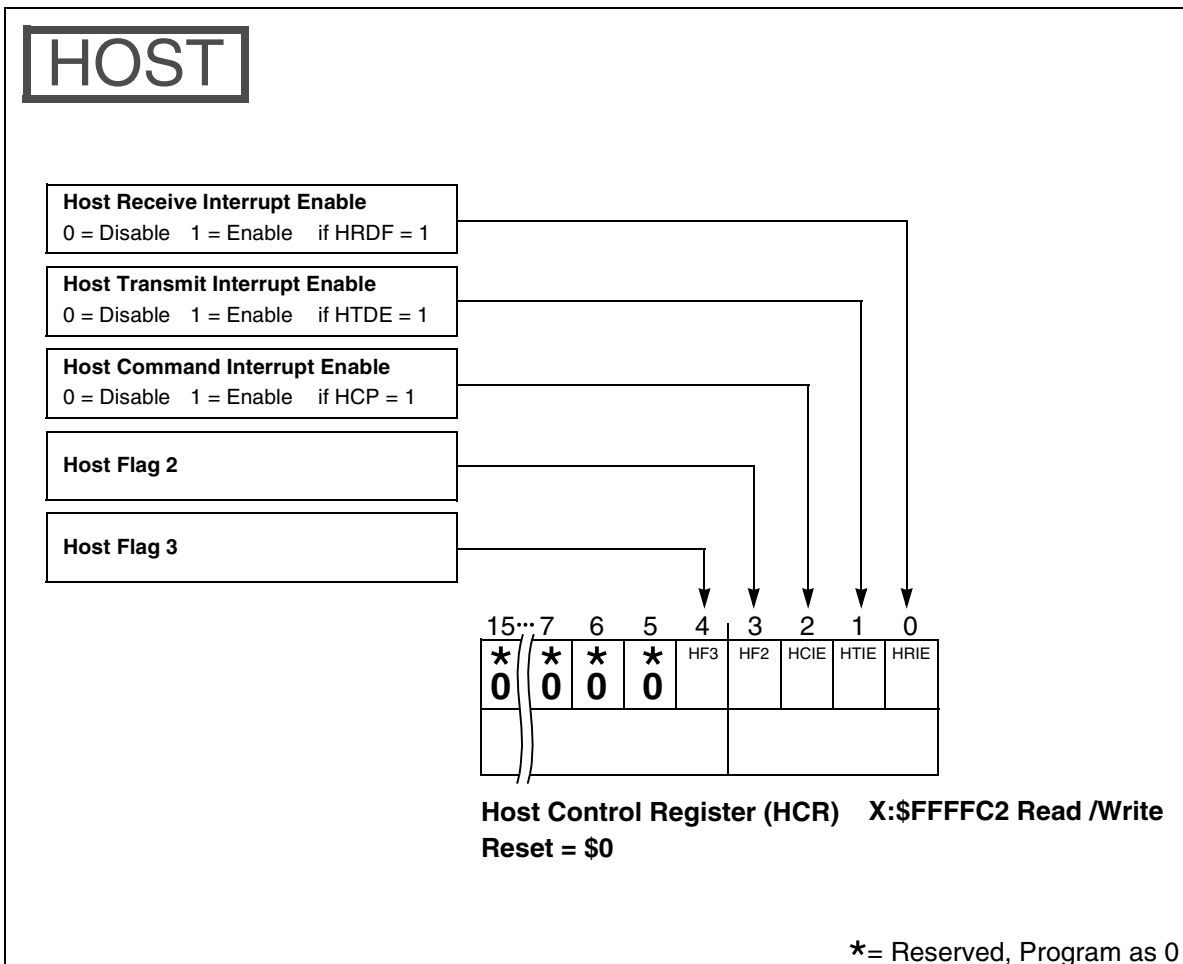 HOST
Host Receive Interrupt Enable
0 = Disable 1 = Enable if HRDF = 1
Host Transmit Interrupt Enable
0 = Disable 1 = Enable if HTDE = 1
Host Command Interrupt Enable
0 = Disable 1 = Enable if HCP = 1
Host Flag 2
Host Flag 3
15 ··· 7 6 5 4 3 2 1 0
* * * * HF3 HF2 HCIE HTIE HRIE
0 0 0 0
Host Control Register (HCR) X:$FFFFC2 Read /Write
Reset = $0
*= Reserved, Program as 0